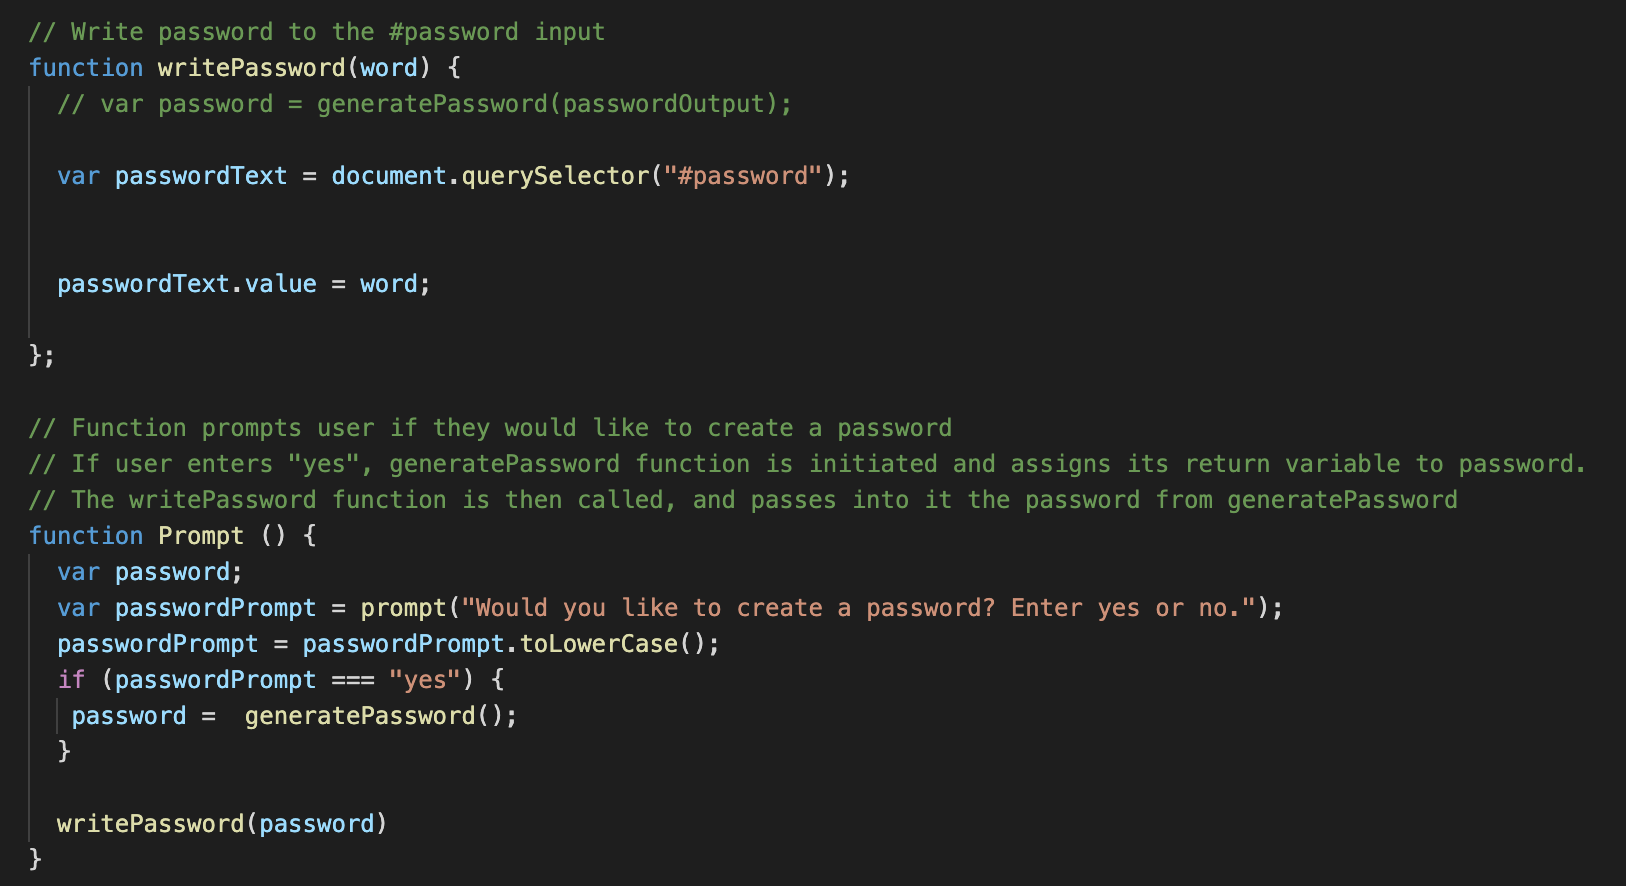 // Write password to the #password input
function writePassword(word) {
// var password = generatePassword(passwordOutput);
var passwordText = document.querySelector("#password");
passwordText.value = word;
};
// Function prompts user if they would like to create a password
// If user enters "yes", generatePassword function is initiated and assigns its return variable to password.
// The writePassword function is then called, and passes into it the password from generatePassword
function Prompt () {
var password;
var passwordPrompt = prompt("Would you like to create a password? Enter yes or no.");
passwordPrompt = passwordPrompt.toLowerCase();
if (passwordPrompt === "yes") {
password =  generatePassword();
}
writePassword(password)
}